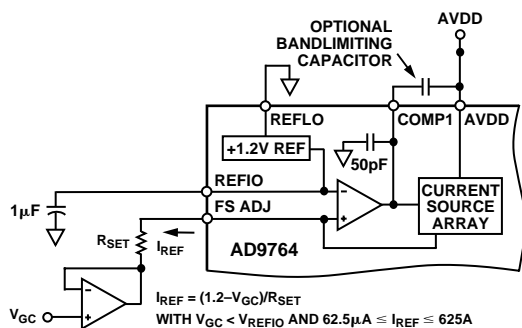 OPTIONAL
BANDLIMITING
CAPACITOR
AVDD
REFLO
COMP1
AVDD
+1.2V REF
50pF
REFIO
FS ADJ
CURRENT
SOURCE
ARRAY
1μF
RSET
IREF
AD9764
VGC
IREF = (1.2–VGC)/RSET
WITH VGC < VREFIO AND 62.5μA ≤ IREF ≤ 625A